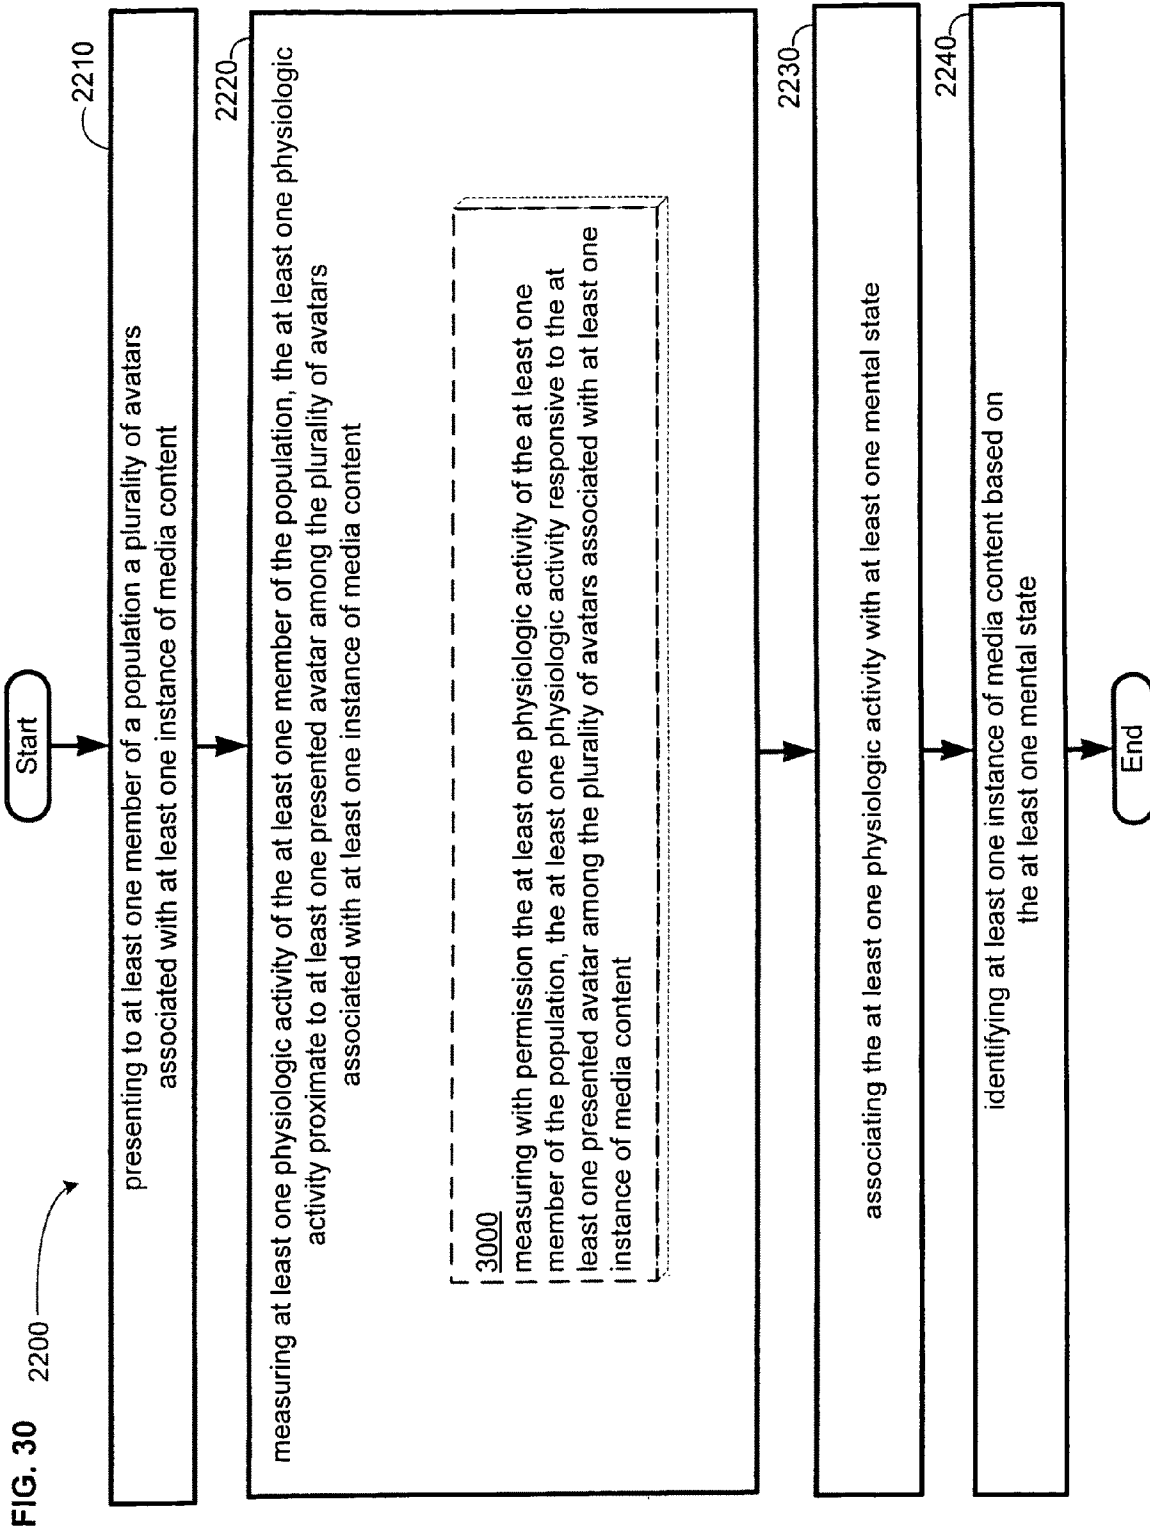 FIG. 30
2200
Start
2210
presenting to at least one member of a population a plurality of avatars
associated with at least one instance of media content
2220
measuring at least one physiologic activity of the at least one member of the population, the at least one physiologic
activity proximate to at least one presented avatar among the plurality of avatars
associated with at least one instance of media content
3000
measuring with permission the at least one physiologic activity of the at least one
member of the population, the at least one physiologic activity responsive to the at
least one presented avatar among the plurality of avatars associated with at least one
instance of media content
2230
associating the at least one physiologic activity with at least one mental state
2240
identifying at least one instance of media content based on
the at least one mental state
End